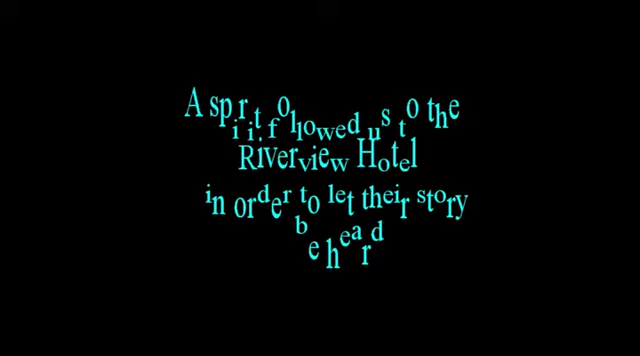 A spirit followed us to the
Riverview Hotel
in order to let their story
be heard